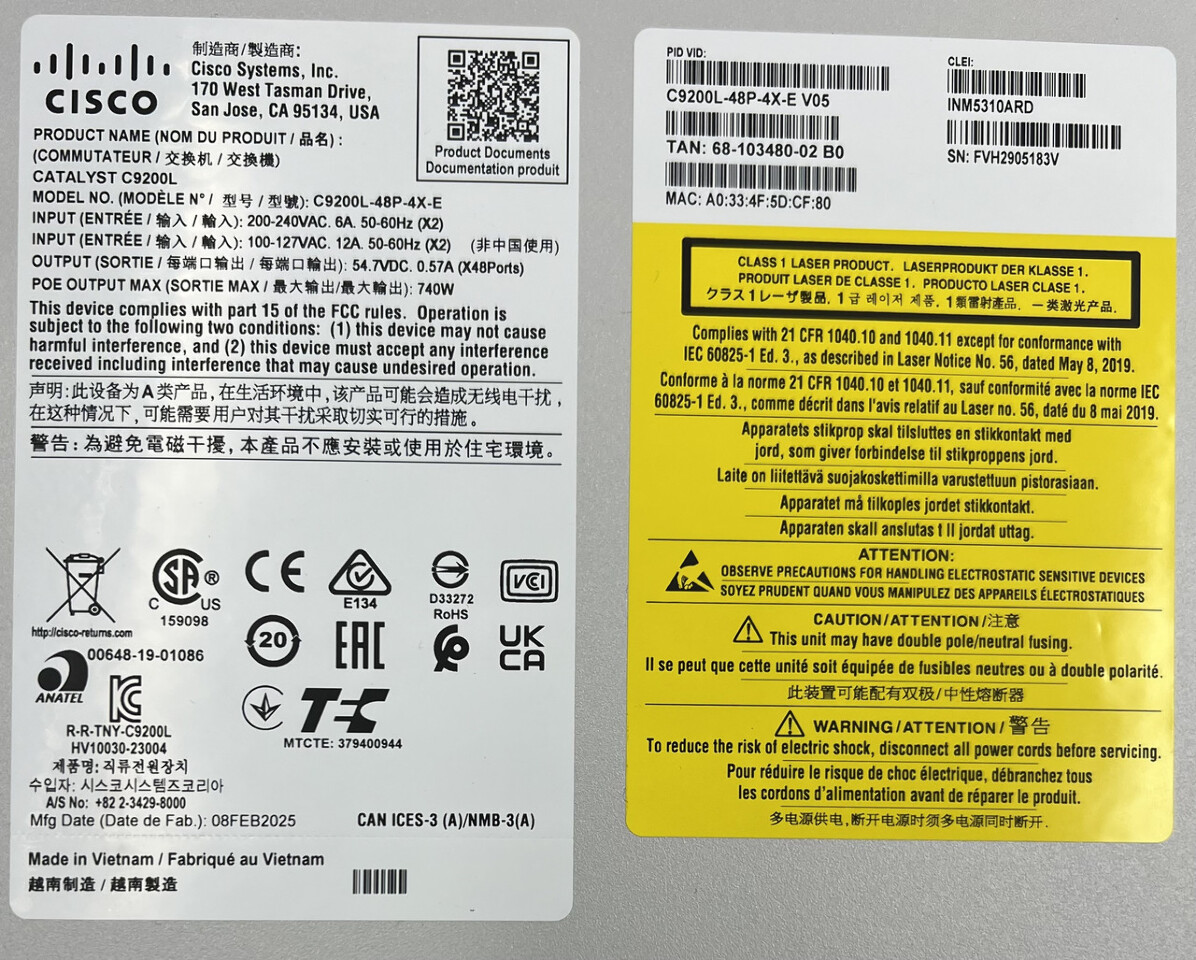 CISCO
制造商/製造商:
Cisco Systems, Inc.
170 West Tasman Drive,
San Jose, CA 95134, USA
Product Documents
Documentation produit
PRODUCT NAME (NOM DU PRODUIT / 品名) :
(COMMUTATEUR / 交换机 / 交換機)
CATALYST C9200L
MODEL NO. (MODÈLE N° / 型号 / 型號): C9200L-48P-4X-E
INPUT (ENTRÉE / 输入 / 輸入): 200-240VAC. 6A. 50-60Hz (X2)
INPUT (ENTRÉE / 输入 / 輸入): 100-127VAC. 12A. 50-60Hz (X2) (非中国使用)
OUTPUT (SORTIE / 每端口输出 / 每端口輸出): 54.7VDC. 0.57A (X48Ports)
POE OUTPUT MAX (SORTIE MAX / 最大输出/最大輸出): 740W
This device complies with part 15 of the FCC rules. Operation is
subject to the following two conditions: (1) this device may not cause
harmful interference, and (2) this device must accept any interference
received including interference that may cause undesired operation.
声明:此设备为A类产品, 在生活环境中, 该产品可能会造成无线电干扰,
在这种情况下, 可能需要用户对其干扰采取切实可行的措施。
警告: 為避免電磁干擾, 本產品不應安裝或使用於住宅環境。
http://cisco-returns.com
SA ®
C US
159098
CE
E134
D33272
RoHS
VCI
20
EAC
UK
CA
00648-19-01086
ANATEL
KC
TEC
MTCTE: 379400944
R-R-TNY-C9200L
HV10030-23004
제품명: 직류전원장치
수입자: 시스코시스템즈코리아
A/S No: +82 2-3429-8000
Mfg Date (Date de Fab.): 08FEB2025 CAN ICES-3 (A)/NMB-3(A)
Made in Vietnam / Fabriqué au Vietnam
越南制造 / 越南製造
PID VID:
C9200L-48P-4X-E V05
TAN: 68-103480-02 B0
MAC: A0:33:4F:5D:CF:80
CLEI:
INM5310ARD
SN: FVH2905183V
CLASS 1 LASER PRODUCT. LASERPRODUKT DER KLASSE 1.
PRODUIT LASER DE CLASSE 1. PRODUCTO LASER CLASE 1.
クラス1レーザ製品. 1급 레이저 제품. 1類雷射產品. 一类激光产品.
Complies with 21 CFR 1040.10 and 1040.11 except for conformance with
IEC 60825-1 Ed. 3., as described in Laser Notice No. 56, dated May 8, 2019.
Conforme à la norme 21 CFR 1040.10 et 1040.11, sauf conformité avec la norme IEC
60825-1 Ed. 3., comme décrit dans l'avis relatif au Laser no. 56, daté du 8 mai 2019.
Apparatets stikprop skal tilsluttes en stikkontakt med
jord, som giver forbindelse til stikproppens jord.
Laite on liitettävä suojakoskettimilla varustettuun pistorasiaan.
Apparatet må tilkoples jordet stikkontakt.
Apparaten skall anslutas t ll jordat uttag.
ATTENTION:
OBSERVE PRECAUTIONS FOR HANDLING ELECTROSTATIC SENSITIVE DEVICES
SOYEZ PRUDENT QUAND VOUS MANIPULEZ DES APPAREILS ÉLECTROSTATIQUES
CAUTION/ATTENTION/注意
This unit may have double pole/neutral fusing.
Il se peut que cette unité soit équipée de fusibles neutres ou à double polarité.
此装置可能配有双极/中性熔断器
WARNING/ATTENTION/警告
To reduce the risk of electric shock, disconnect all power cords before servicing.
Pour réduire le risque de choc électrique, débranchez tous
les cordons d'alimentation avant de réparer le produit.
多电源供电,断开电源时须多电源同时断开.